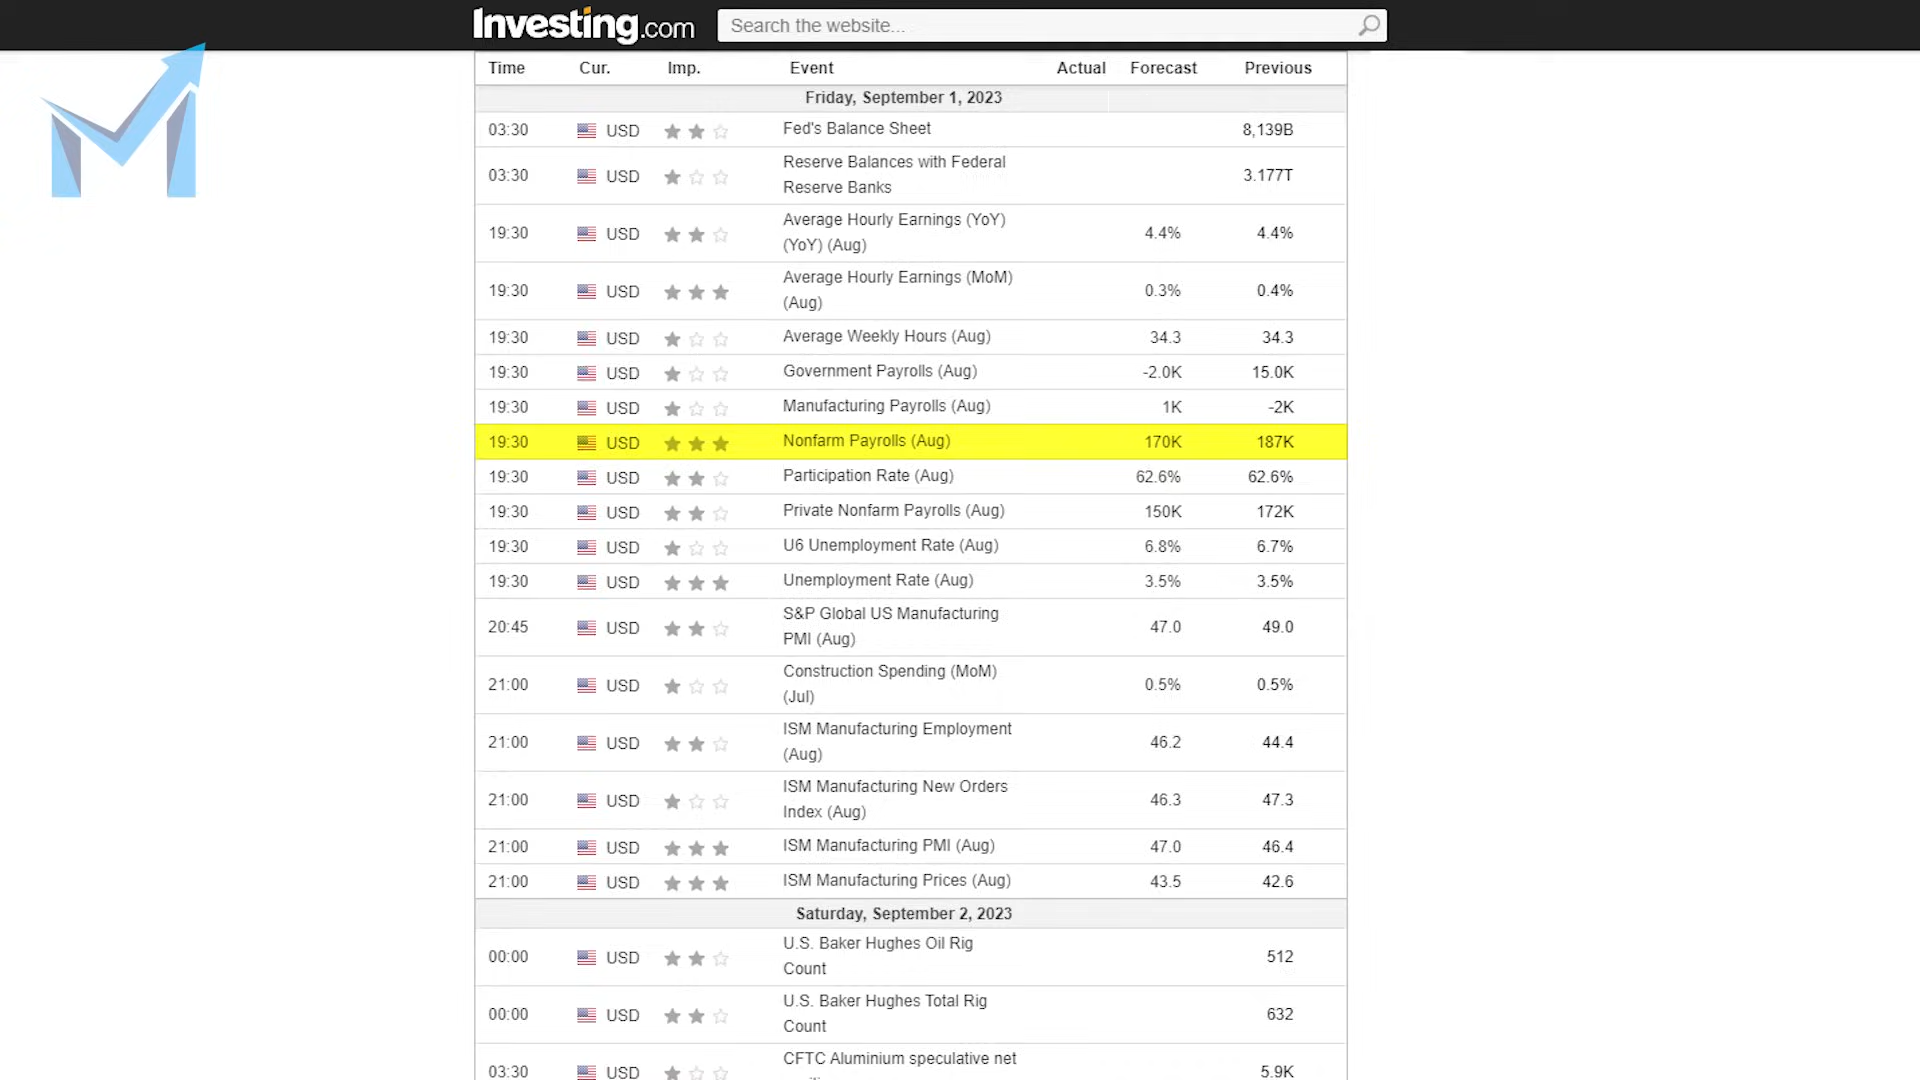 Investing.com
Search the website...
Time Cur. Imp. Event Actual Forecast Previous
Friday, September 1, 2023
03:30 USD Fed's Balance Sheet 8,139B
03:30 USD Reserve Balances with Federal Reserve Banks 3.177T
19:30 USD Average Hourly Earnings (YoY) (YoY) (Aug) 4.4% 4.4%
19:30 USD Average Hourly Earnings (MoM) (Aug) 0.3% 0.4%
19:30 USD Average Weekly Hours (Aug) 34.3 34.3
19:30 USD Government Payrolls (Aug) -2.0K 15.0K
19:30 USD Manufacturing Payrolls (Aug) 1K -2K
19:30 USD Nonfarm Payrolls (Aug) 170K 187K
19:30 USD Participation Rate (Aug) 62.6% 62.6%
19:30 USD Private Nonfarm Payrolls (Aug) 150K 172K
19:30 USD U6 Unemployment Rate (Aug) 6.8% 6.7%
19:30 USD Unemployment Rate (Aug) 3.5% 3.5%
20:45 USD S&P Global US Manufacturing PMI (Aug) 47.0 49.0
21:00 USD Construction Spending (MoM) (Jul) 0.5% 0.5%
21:00 USD ISM Manufacturing Employment (Aug) 46.2 44.4
21:00 USD ISM Manufacturing New Orders Index (Aug) 46.3 47.3
21:00 USD ISM Manufacturing PMI (Aug) 47.0 46.4
21:00 USD ISM Manufacturing Prices (Aug) 43.5 42.6
Saturday, September 2, 2023
00:00 USD U.S. Baker Hughes Oil Rig Count 512
00:00 USD U.S. Baker Hughes Total Rig Count 632
03:30 USD CFTC Aluminium speculative net 5.9K